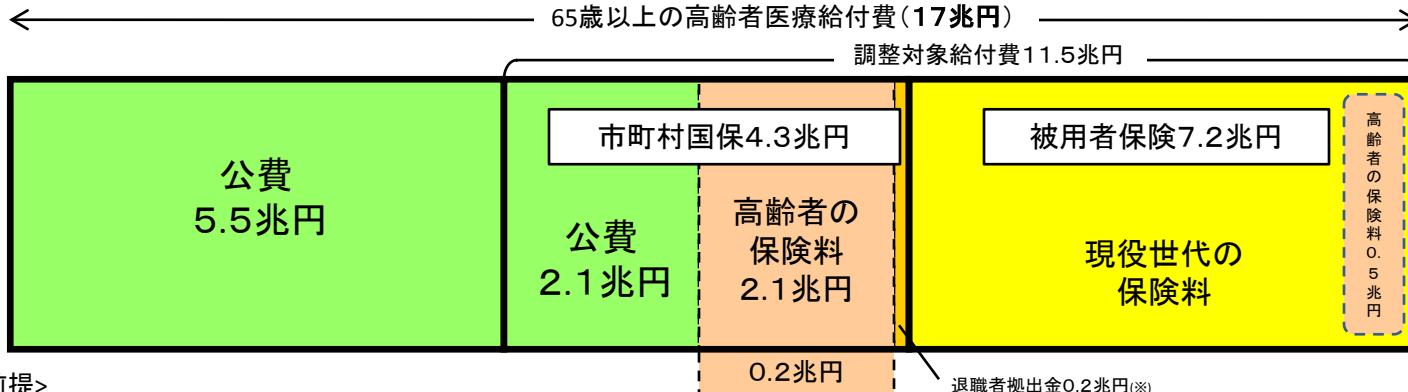 65歳以上の高齢者医療給付費(17兆円)
調整対象給付費11.5兆円
市町村国保4.3兆円
被用者保険7.2兆円
公費
5.5兆円
公費
2.1兆円
高齢者の
保険料
2.1兆円
現役世代の
保険料
高齢者の保険料0.5兆円
0.2兆円
退職者拠出金0.2兆円(※)
提>